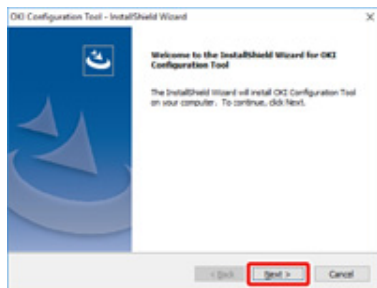 OKI Configuration Tool - InstallShield Wizard
Welcome to the InstallShield Wizard for OKI
Configuration Tool
The InstallShield Wizard will install OKI Configuration Tool
on your computer. To continue, click Next.
< Back
Next >
Cancel